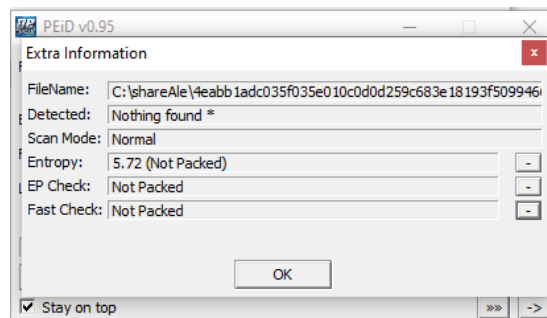 PEiD v0.95
Extra Information
FileName: C:\shareAle\4eabb1adc035f035e010c0d0d259c683e18193f509946
Detected: Nothing found *
Scan Mode: Normal
Entropy: 5.72 (Not Packed) -
EP Check: Not Packed -
Fast Check: Not Packed -
OK
Stay on top »» ->